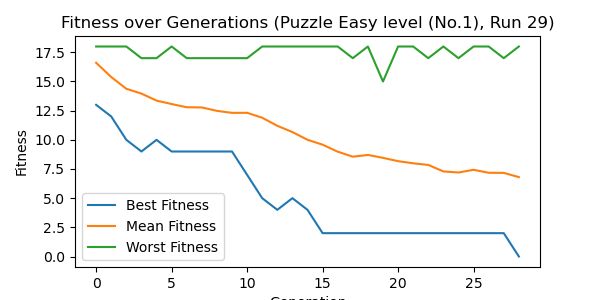 Fitness over Generations (Puzzle Easy level (No.1), Run 29)
Fitness
17.5
15.0
12.5
10.0
7.5
5.0
2.5
0.0
Best Fitness
Mean Fitness
Worst Fitness
0 5 10 15 20 25
Generation